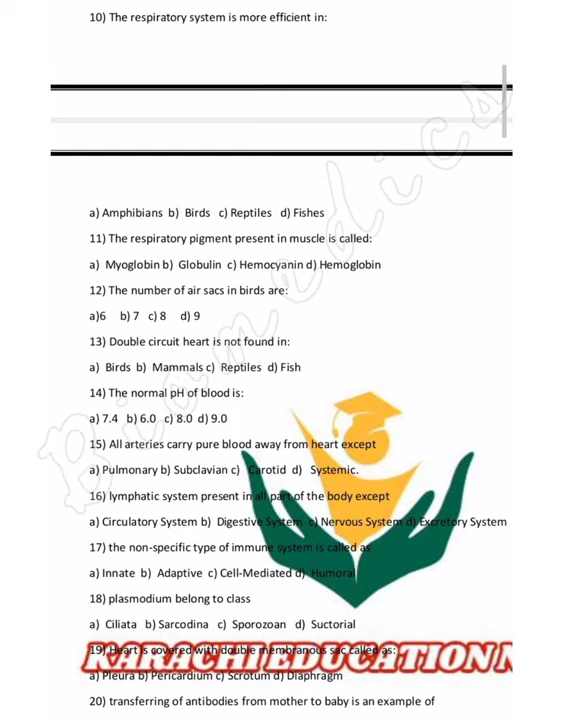 10) The respiratory system is more efficient in:
a) Amphibians b) Birds c) Reptiles d) Fishes
11) The respiratory pigment present in muscle is called:
a) Myoglobin b) Globulin c) Hemocyanin d) Hemoglobin
12) The number of air sacs in birds are:
a)6 b) 7 c) 8 d) 9
13) Double circuit heart is not found in:
a) Birds b) Mammals c) Reptiles d) Fish
14) The normal pH of blood is:
a) 7.4 b) 6.0 c) 8.0 d) 9.0
15) All arteries carry pure blood away from heart except
a) Pulmonary b) Subclavian c) Carotid d) Systemic.
16) lymphatic system present in all part of the body except
a) Circulatory System b) Digestive System c) Nervous System d) Excretory System
17) the non-specific type of immune system is called as
a) Innate b) Adaptive c) Cell-Mediated d) Humoral
18) plasmodium belong to class
a) Ciliata b) Sarcodina c) Sporozoan d) Suctorial
19) Heart is covered with double membranous sac called as:
KARACHI EDUCATION N
a) Pleura b) Pericardium c) Scrotum d) Diaphragm
20) transferring of antibodies from mother to baby is an example of
Biomedics